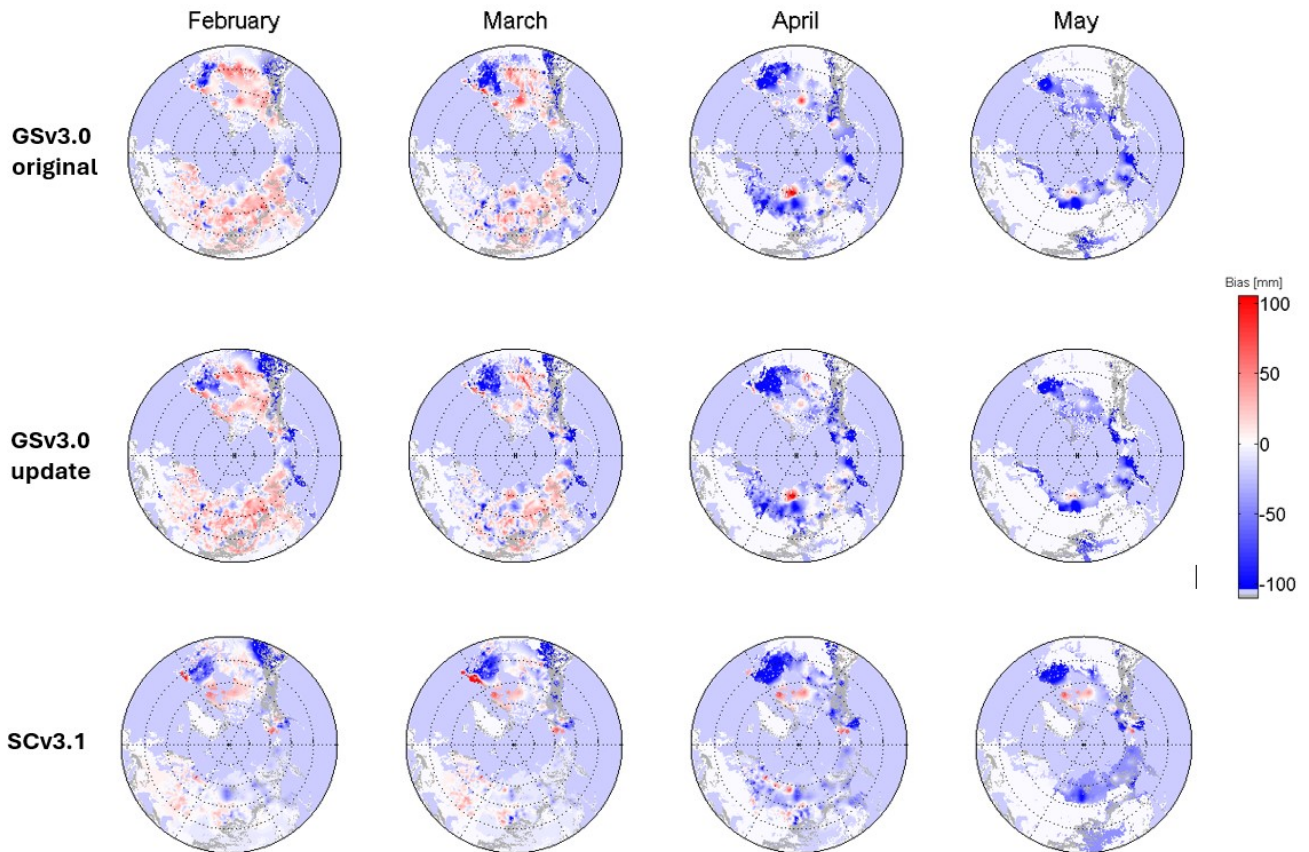 February
March
April
May
GSv3.0
original
Bias [mm]
100
50
0
-50
-100
GSv3.0
update
SCv3.1